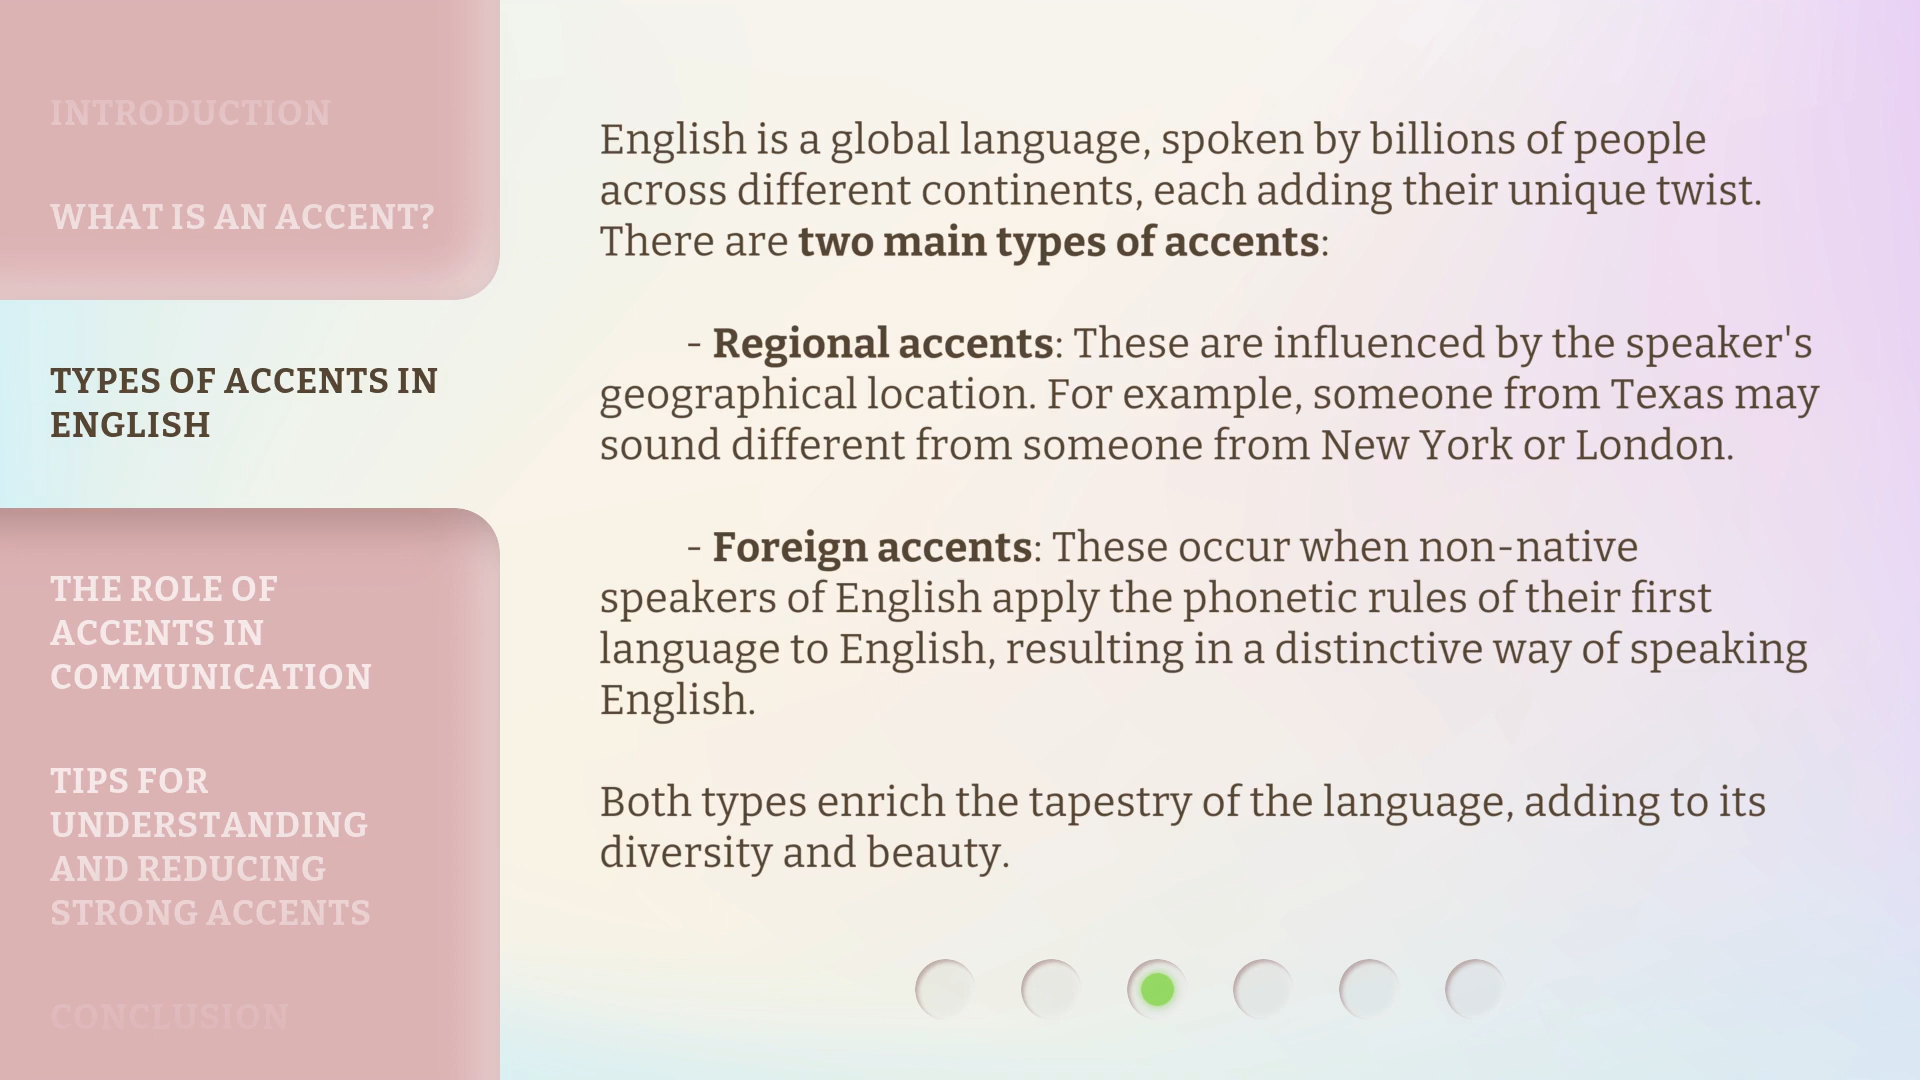 INTRODUCTION
WHAT IS AN ACCENT?
TYPES OF ACCENTS IN
ENGLISH
THE ROLE OF
ACCENTS IN
COMMUNICATION
TIPS FOR
UNDERSTANDING
AND REDUCING
STRONG ACCENTS
CONCLUSION
English is a global language, spoken by billions of people
across different continents, each adding their unique twist.
There are two main types of accents:
- Regional accents: These are influenced by the speaker's
geographical location. For example, someone from Texas may
sound different from someone from New York or London.
- Foreign accents: These occur when non-native
speakers of English apply the phonetic rules of their first
language to English, resulting in a distinctive way of speaking
English.
Both types enrich the tapestry of the language, adding to its
diversity and beauty.